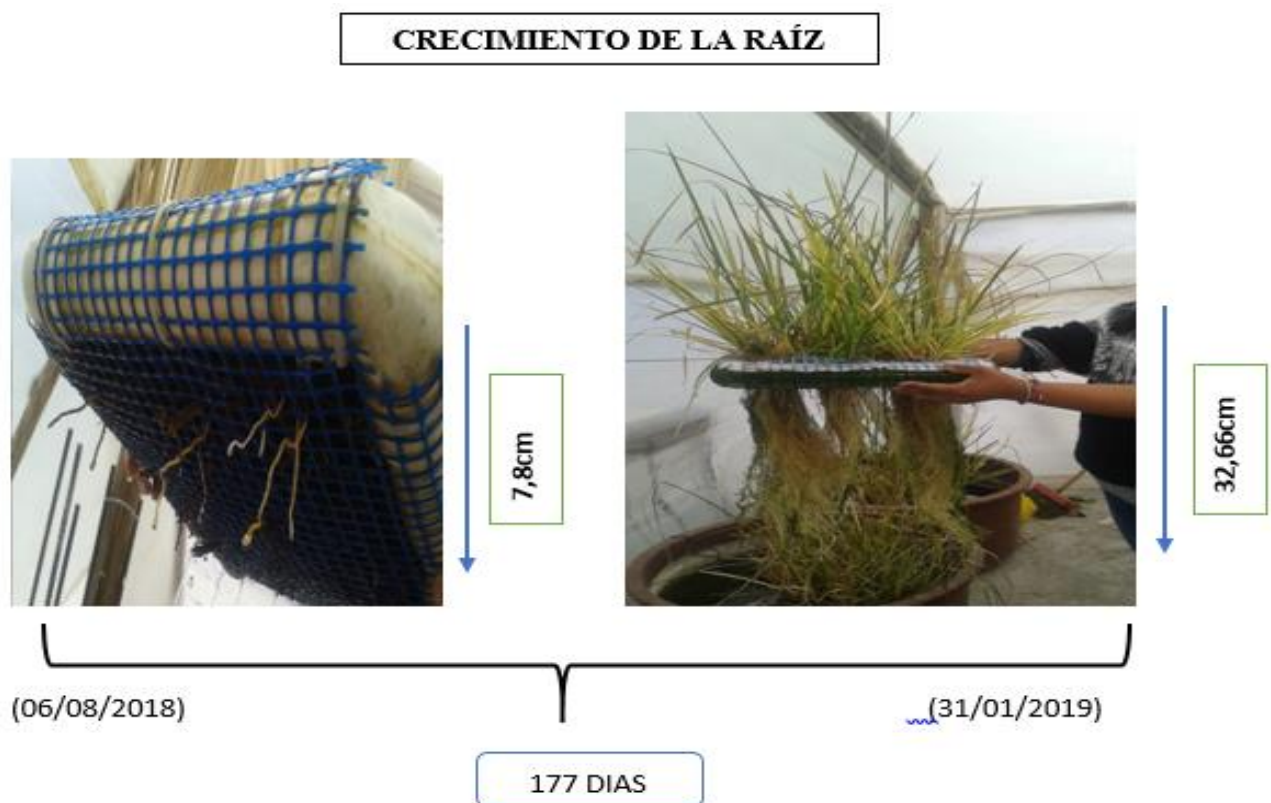 CRECIMIENTO DE LA RAÍZ
7,8cm
32,66cm
(06/08/2018)
(31/01/2019)
177 DIAS